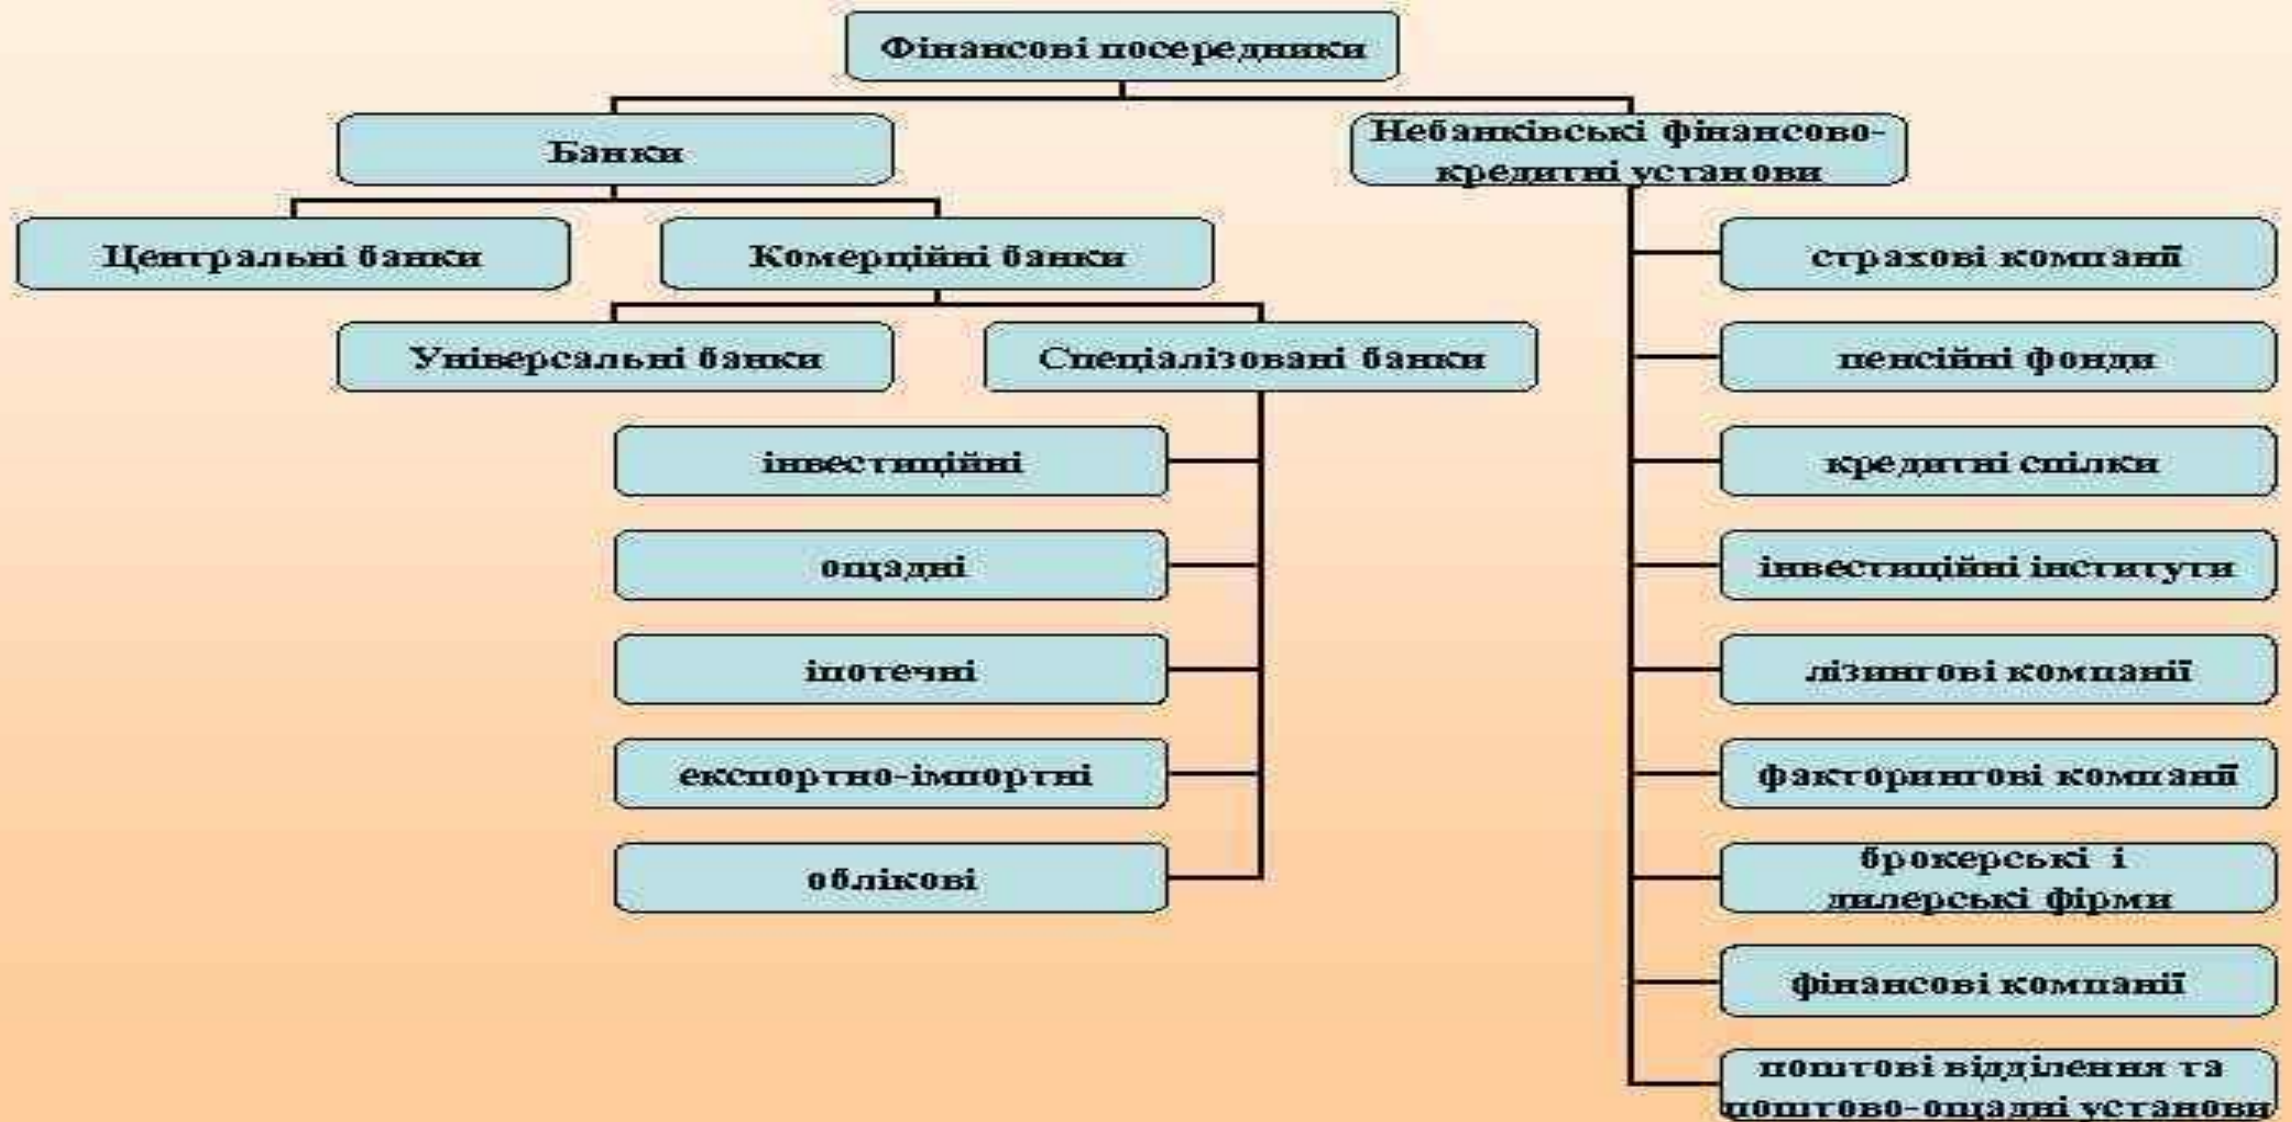 Фінансові посередники
Банки
Небанківські фінансово-
кредитні установи
Центральні банки
Комерційні банки
Універсальні банки
Спеціалізовані банки
інвестиційні
ощадні
іпотечні
експортно-імпортні
облікові
страхові компанії
пенсійні фонди
кредитні спілки
інвестиційні інститути
лізингові компанії
факторингові компанії
брокерські і
дилерські фірми
фінансові компанії
поштові відділення та
поштово-ощадні установи